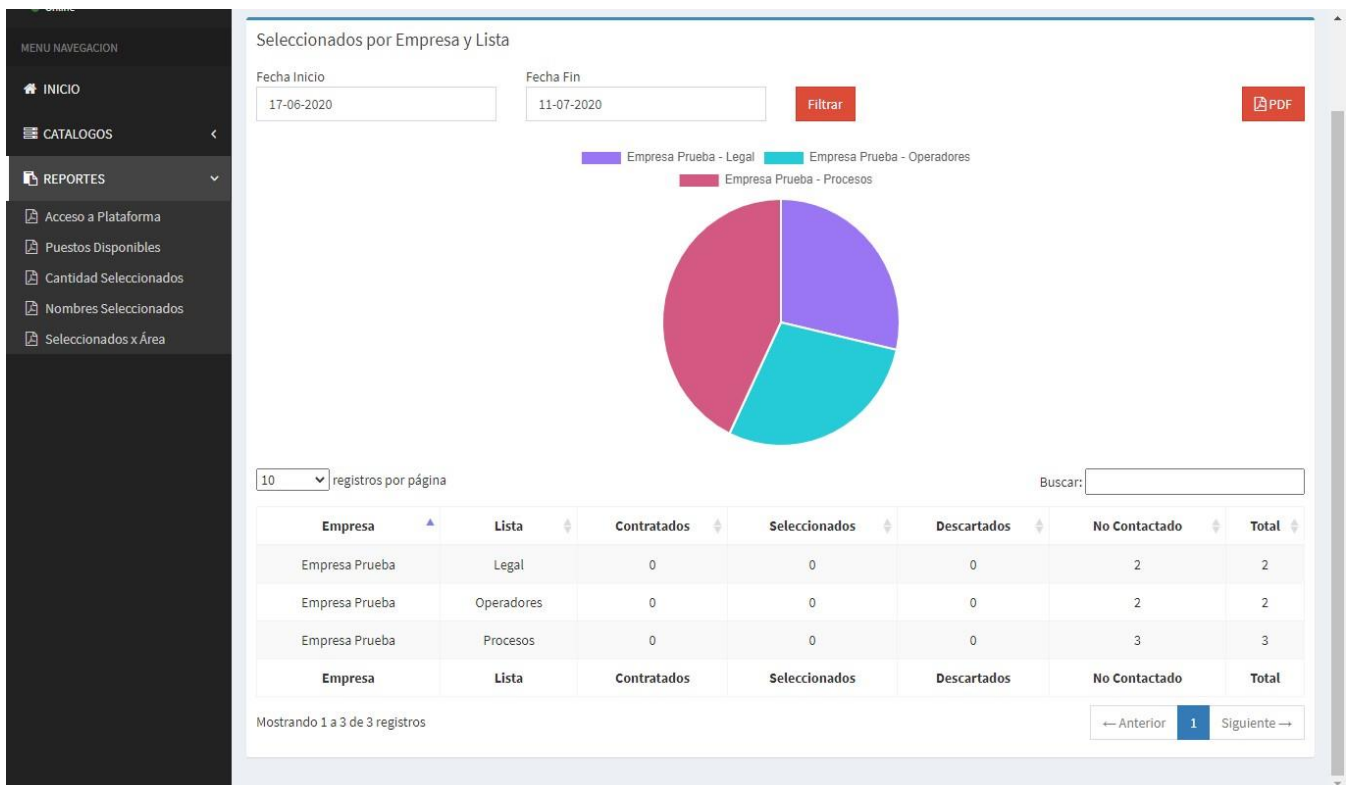 Online
MENU NAVEGACION
INICIO
CATALOGOS
REPORTES
Acceso a Plataforma
Puestos Disponibles
Cantidad Seleccionados
Nombres Seleccionados
Seleccionados x Área
Seleccionados por Empresa y Lista
Fecha Inicio Fecha Fin
17-06-2020 11-07-2020 Filtrar PDF
Empresa Prueba - Legal Empresa Prueba - Operadores
Empresa Prueba - Procesos
10 registros por página Buscar:
Empresa Lista Contratados Seleccionados Descartados No Contactado Total
Empresa Prueba Legal 0 0 0 2 2
Empresa Prueba Operadores 0 0 0 2 2
Empresa Prueba Procesos 0 0 0 3 3
Empresa Lista Contratados Seleccionados Descartados No Contactado Total
Mostrando 1 a 3 de 3 registros ← Anterior 1 Siguiente →